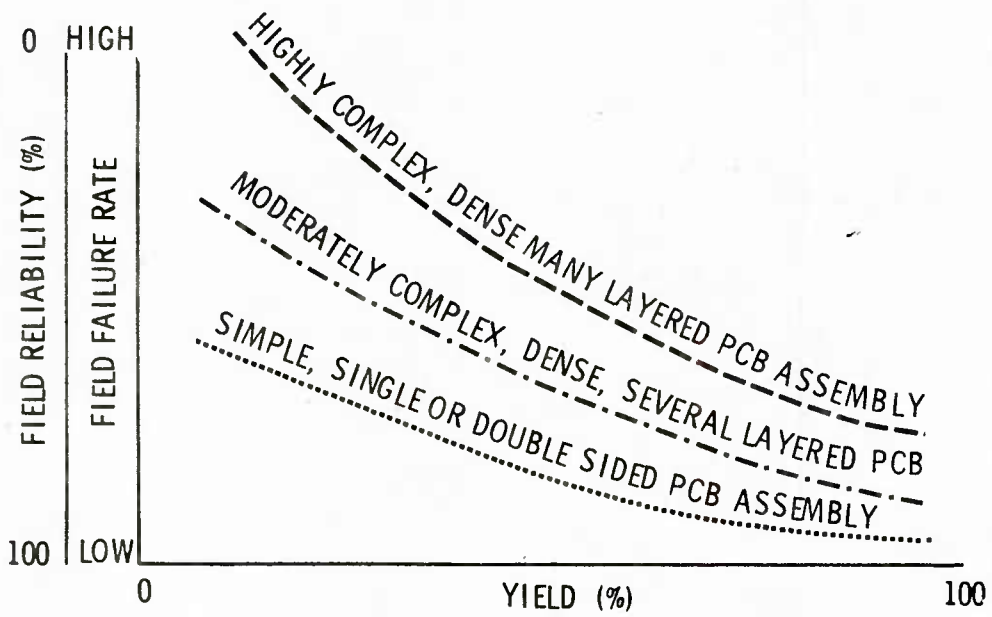 0 HIGH
FIELD RELIABILITY (%)
FIELD FAILURE RATE
100 LOW
HIGHLY COMPLEX, DENSE MANY LAYERED PCB ASSEMBLY
MODERATELY COMPLEX, DENSE, SEVERAL LAYERED PCB
SIMPLE, SINGLE OR DOUBLE SIDED PCB ASSEMBLY
0 YIELD (%) 100